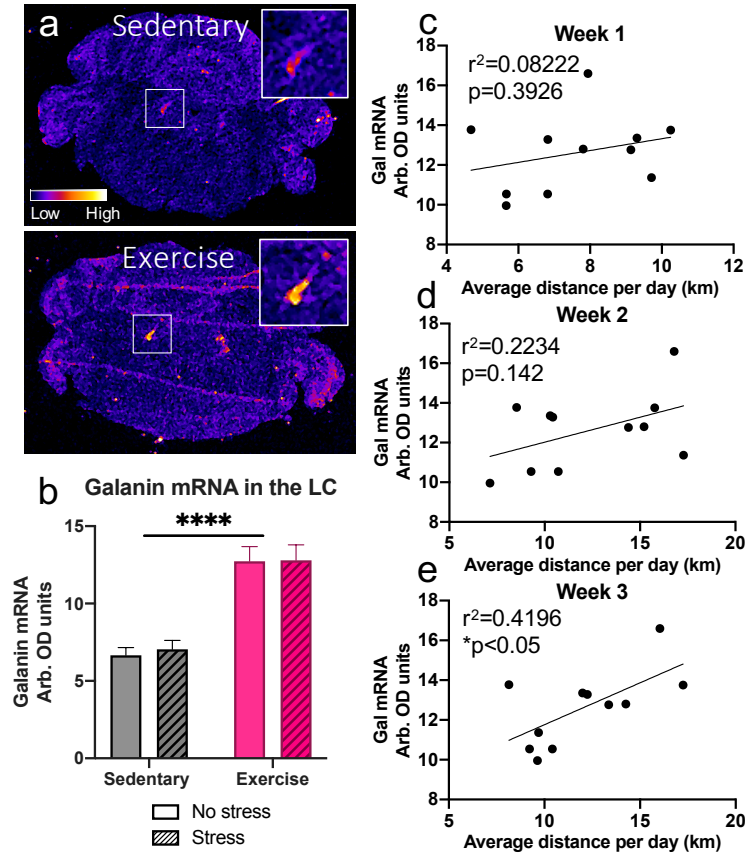 a
Sedentary
Low High
Exercise
b
Galanin mRNA in the LC
****
Galanin mRNA
Arb. OD units
15
10
5
0
Sedentary Exercise
No stress
Stress
c
Week 1
r²=0.08222
p=0.3926
Gal mRNA
Arb. OD units
18
16
14
12
10
8
4 6 8 10 12
Average distance per day (km)
d
Week 2
r²=0.2234
p=0.142
Gal mRNA
Arb. OD units
18
16
14
12
10
8
5 10 15 20
Average distance per day (km)
e
Week 3
r²=0.4196
*p<0.05
Gal mRNA
Arb. OD units
18
16
14
12
10
8
5 10 15 20
Average distance per day (km)